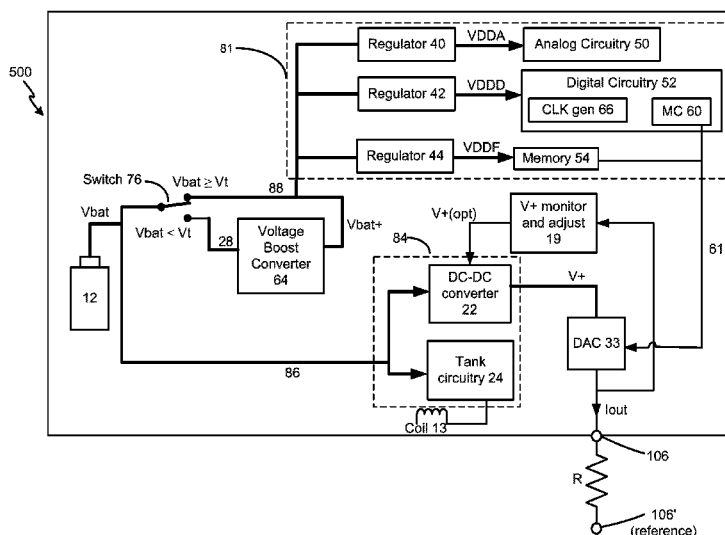 500
81
Regulator 40
VDDA
Analog Circuitry 50
Regulator 42
VDDD
Digital Circuitry 52
CLK gen 66
MC 60
Regulator 44
VDDF
Memory 54
Switch 76
Vbat ≥ Vt
88
Vbat
Vbat < Vt
28
Voltage
Boost
Converter
64
Vbat+
12
V+(opt)
V+ monitor
and adjust
19
61
84
DC-DC
converter
22
V+
DAC 33
86
Tank
circuitry 24
Coil 13
Iout
106
R
106'
(reference)